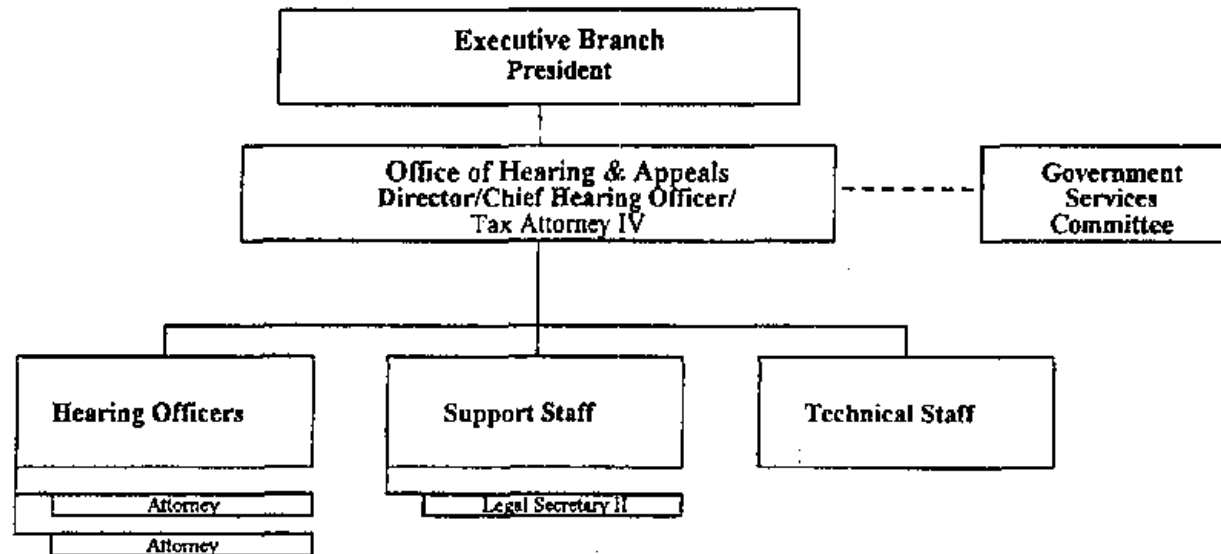 Executive Branch
President
Office of Hearing & Appeals
Director/Chief Hearing Officer/
Tax Attorney IV
Government
Services
Committee
Hearing Officers
Support Staff
Technical Staff
Attorney
Legal Secretary II
Attorney